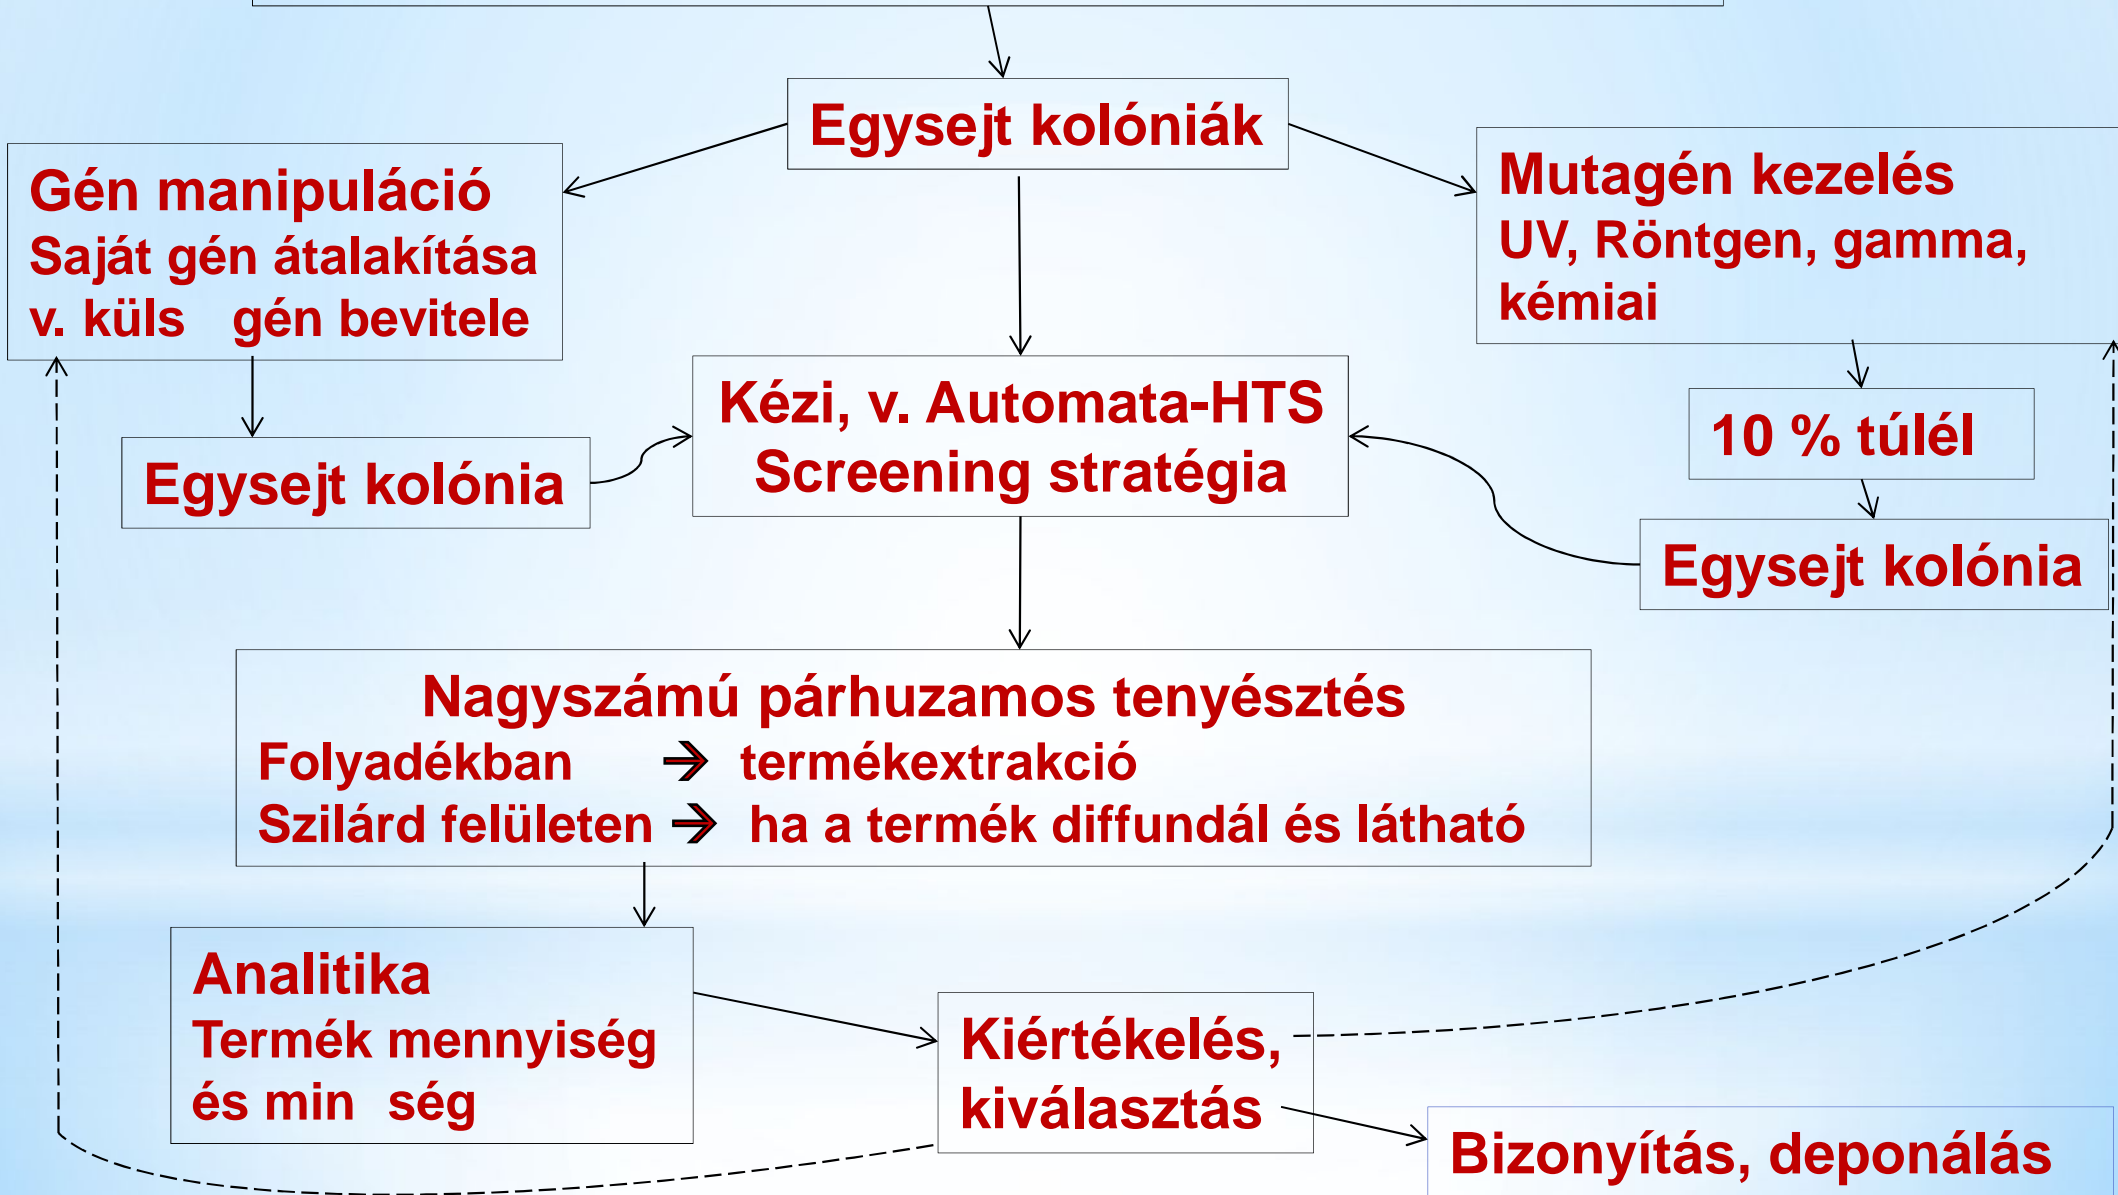 Egysejt kolóniák
Gén manipuláció
Saját gén átalakítása
v. küls gén bevitele
Mutagén kezelés
UV, Röntgen, gamma,
kémiai
Kézi, v. Automata-HTS
Screening stratégia
10 % túlél
Egysejt kolónia
Egysejt kolónia
Nagyszámú párhuzamos tenyésztés
Folyadékban → termékextrakció
Szilárd felületen → ha a termék diffundál és látható
Analitika
Termék mennyiség
és min ség
Kiértékelés,
kiválasztás
Bizonyítás, deponálás